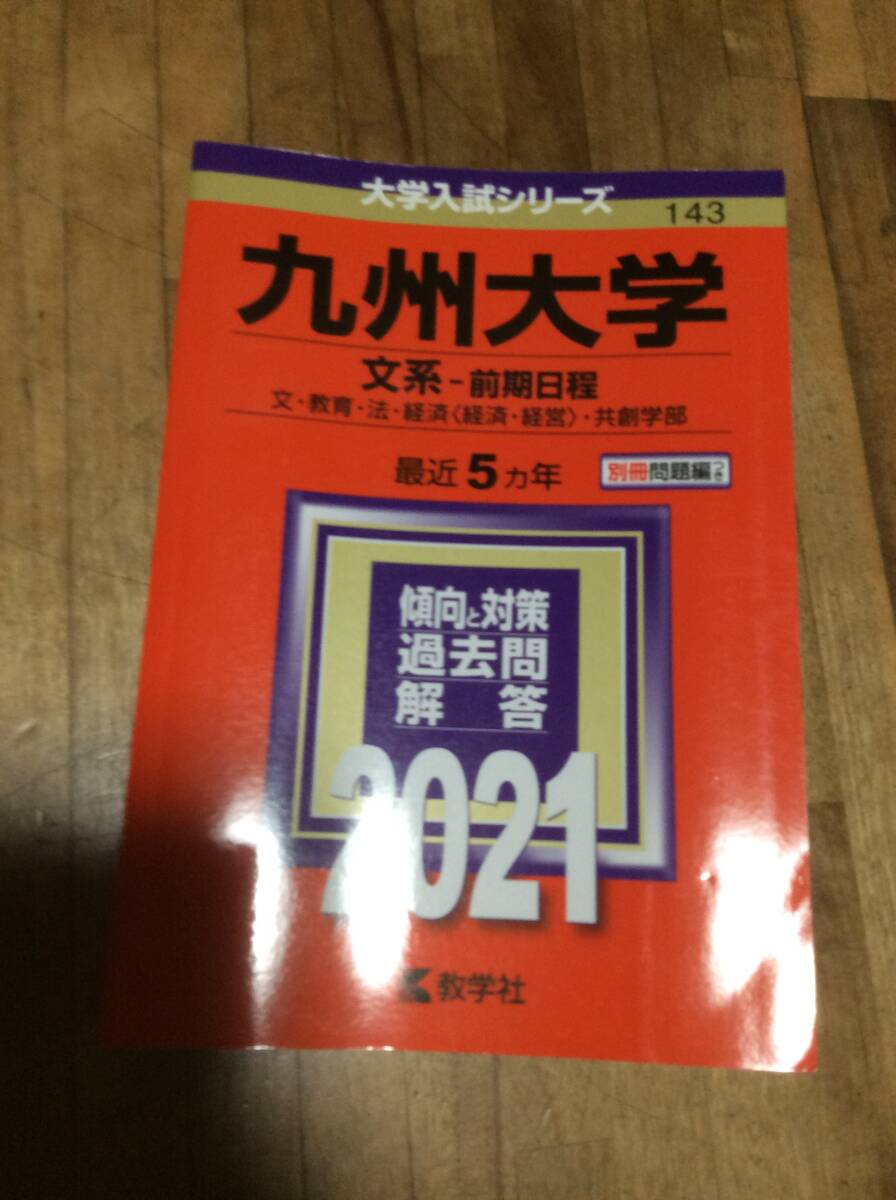 大学入試シリーズ
143
九州大学
文系-前期日程
文・教育・法・経済〈経済・経営〉・共創学部
最近5カ年
別冊問題編つき
傾向と対策
過去問
解答
2021
教学社